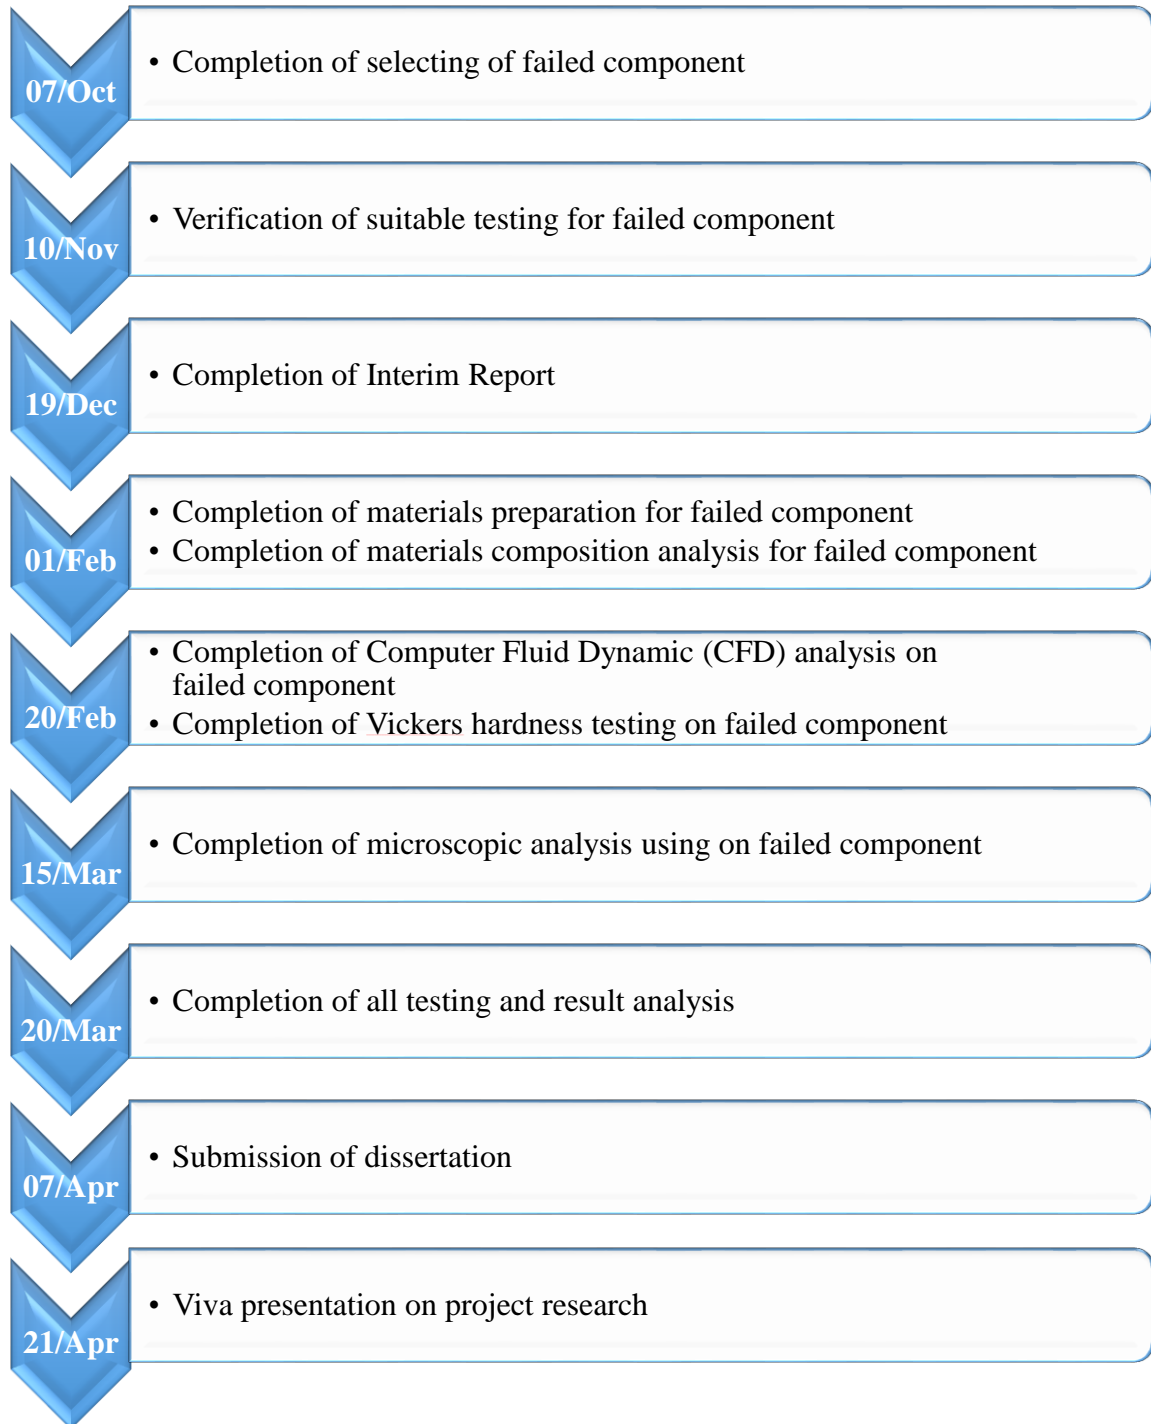 07/Oct
• Completion of selecting of failed component
10/Nov
• Verification of suitable testing for failed component
19/Dec
• Completion of Interim Report
01/Feb
• Completion of materials preparation for failed component
• Completion of materials composition analysis for failed component
20/Feb
• Completion of Computer Fluid Dynamic (CFD) analysis on
failed component
• Completion of Vickers hardness testing on failed component
15/Mar
• Completion of microscopic analysis using on failed component
20/Mar
• Completion of all testing and result analysis
07/Apr
• Submission of dissertation
21/Apr
• Viva presentation on project research